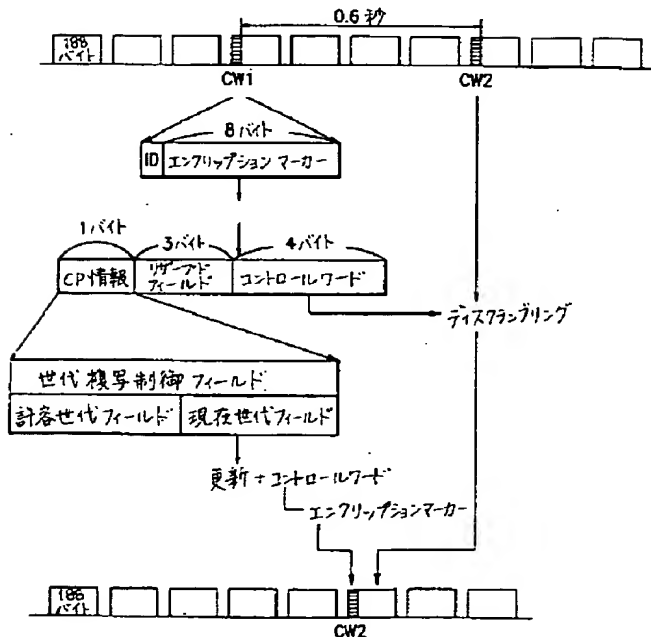 0.6 秒
188
バイト
CW1
CW2
8バイト
ID エンクリップション マーカー
1バイト
3バイト
4バイト
CP情報
リザーブド
フィールド
コントロールワード
ディスクランブリング
世代 複写制御 フィールド
許容世代フィールド
現在世代フィールド
更新 + コントロールワード
エンクリップションマーカー
188
バイト
CW2